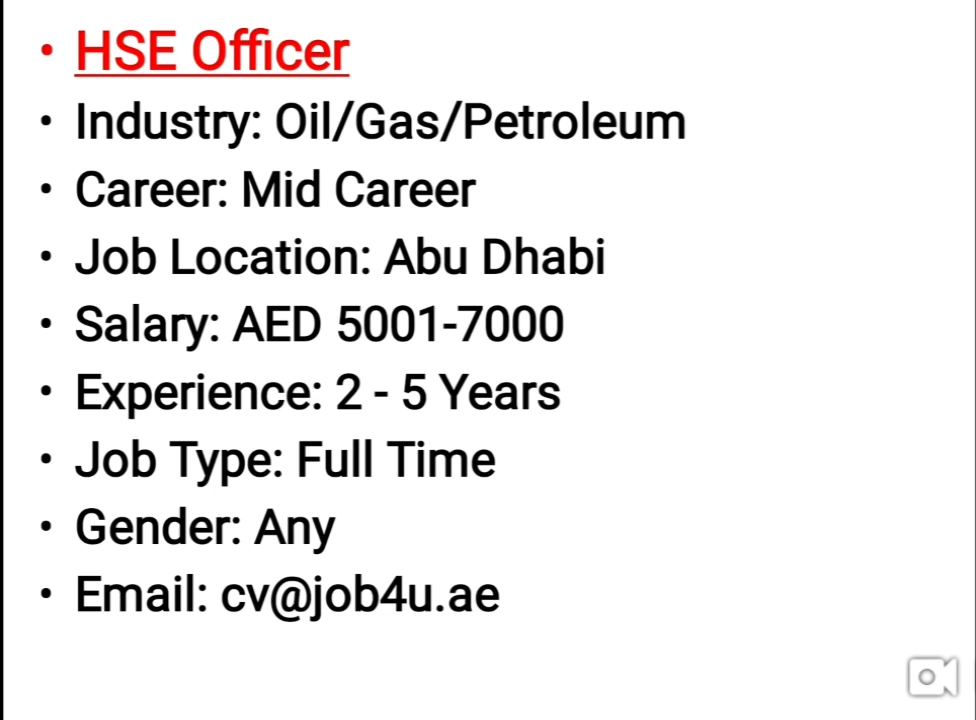 • HSE Officer
• Industry: Oil/Gas/Petroleum
• Career: Mid Career
• Job Location: Abu Dhabi
• Salary: AED 5001-7000
• Experience: 2 - 5 Years
• Job Type: Full Time
• Gender: Any
• Email: cv@job4u.ae